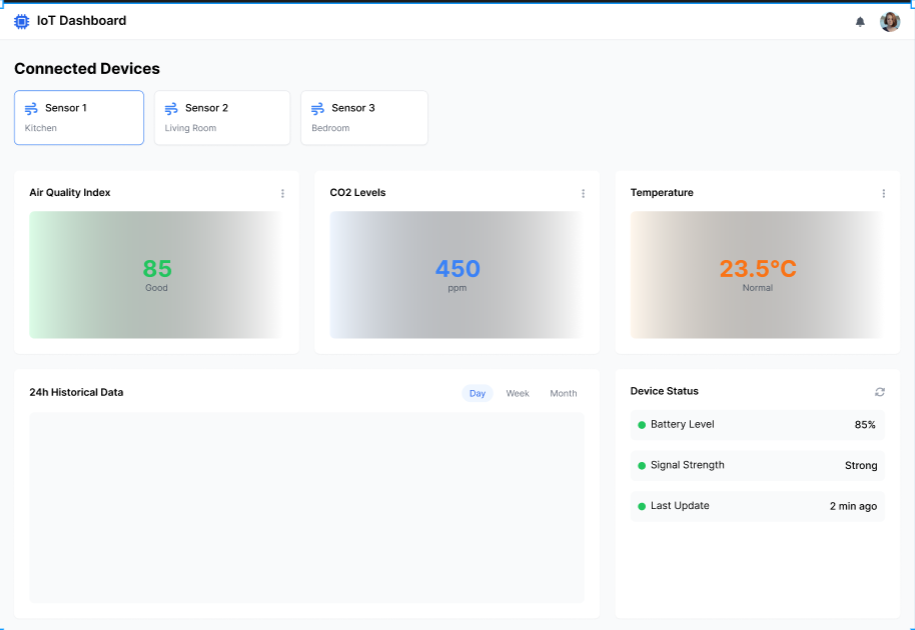 IoT Dashboard
Connected Devices
Sensor 1
Kitchen
Sensor 2
Living Room
Sensor 3
Bedroom
Air Quality Index
85
Good
CO2 Levels
450
ppm
Temperature
23.5°C
Normal
24h Historical Data
Day Week Month
Device Status
Battery Level 85%
Signal Strength Strong
Last Update 2 min ago